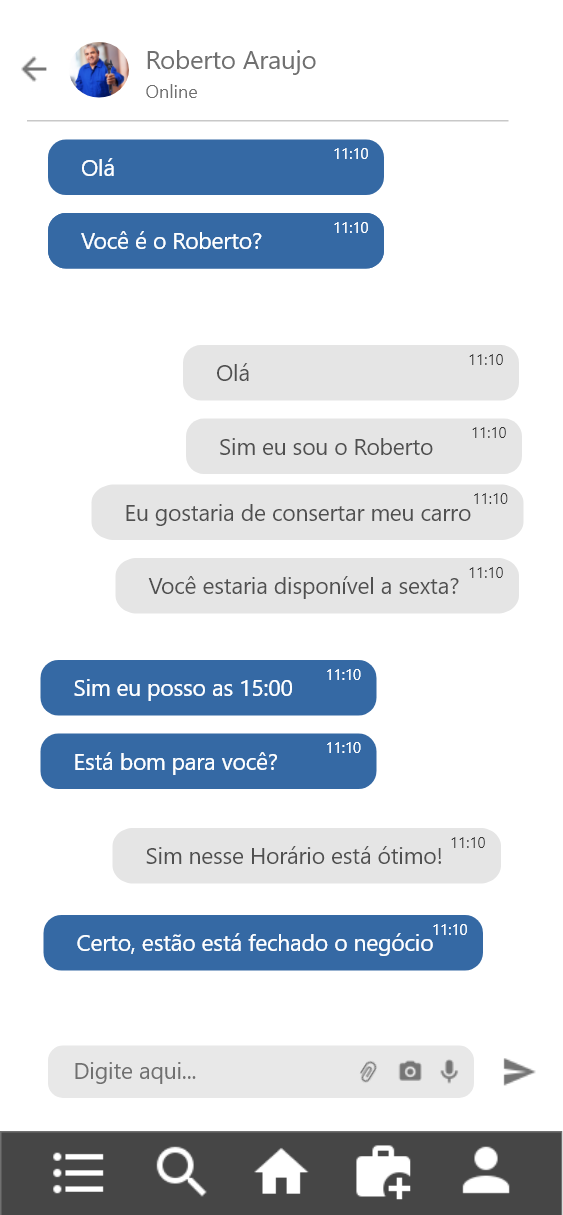 Roberto Araujo
Online
11:10
Olá
11:10
Você é o Roberto?
11:10
Olá
11:10
Sim eu sou o Roberto
11:10
Eu gostaria de consertar meu carro
11:10
Você estaria disponível a sexta?
11:10
Sim eu posso as 15:00
11:10
Está bom para você?
11:10
Sim nesse Horário está ótimo!
11:10
Certo, estão está fechado o negócio
Digite aqui...